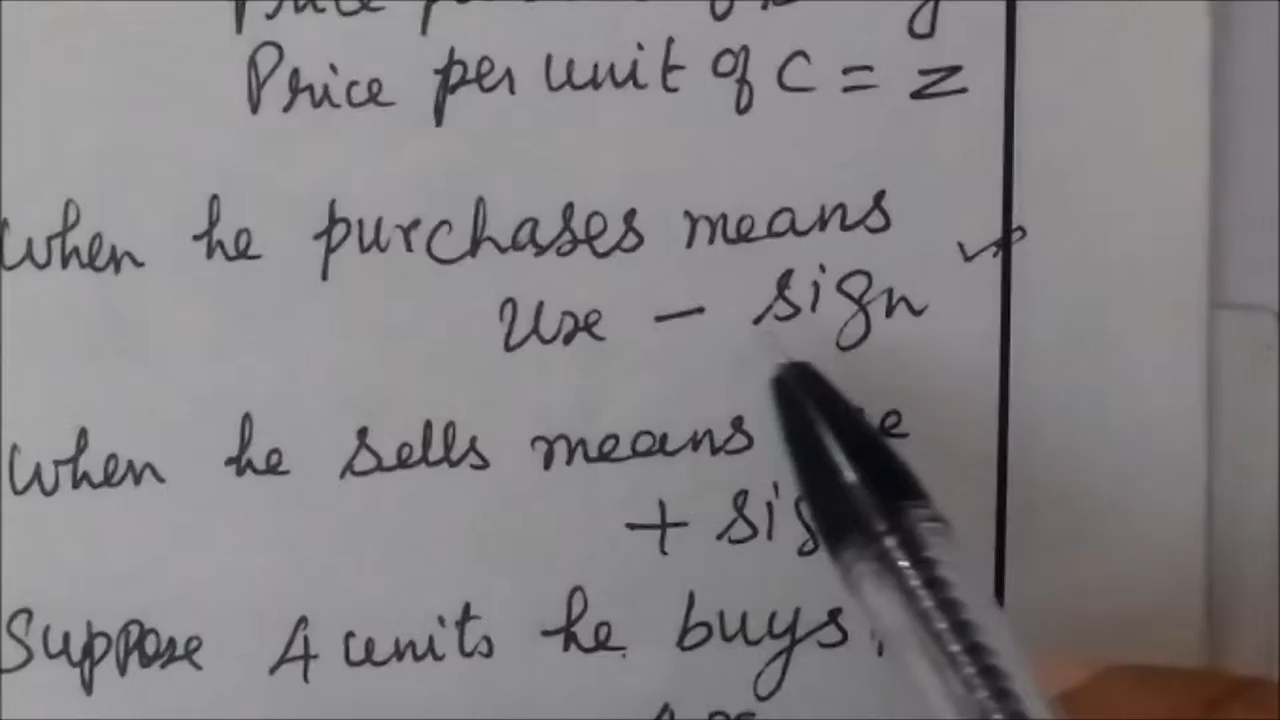 Price per unit of C = z
When he purchases means
Use - sign
When he sells means
+
Suppose 4 units he buys,